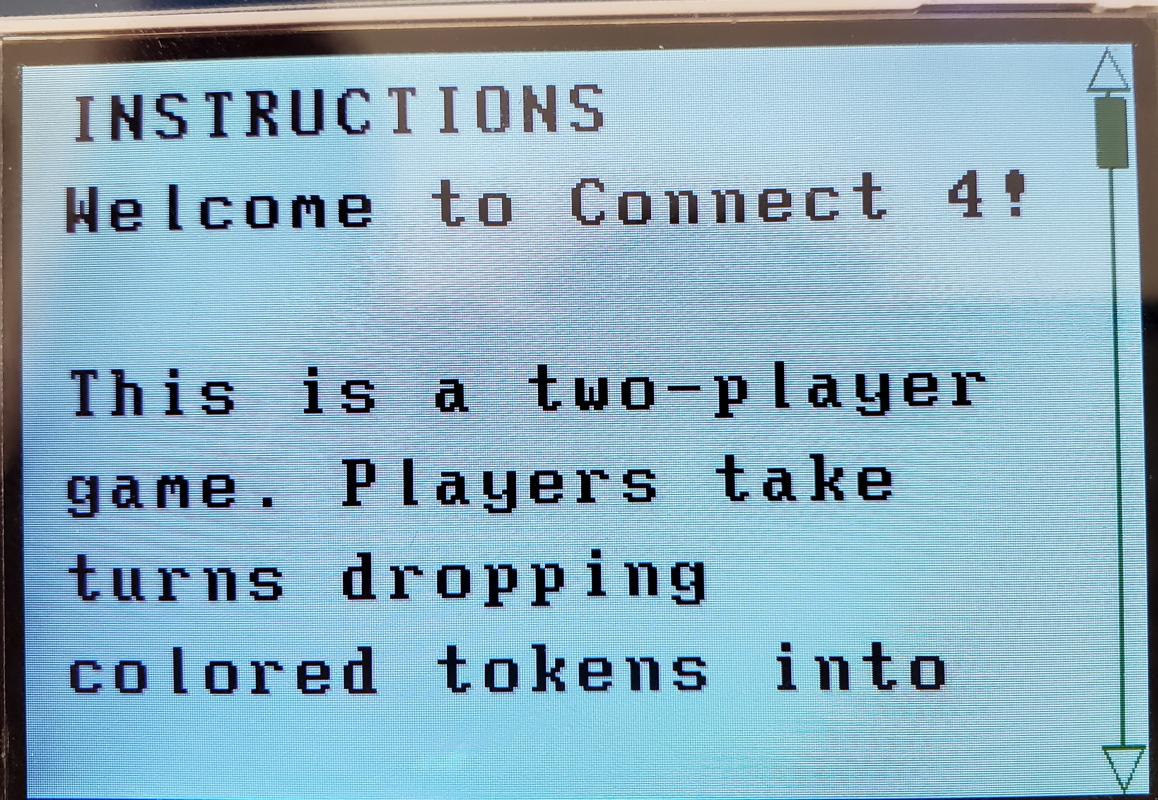 INSTRUCTIONS
Welcome to Connect 4!
This is a two-player
game. Players take
turns dropping
colored tokens into